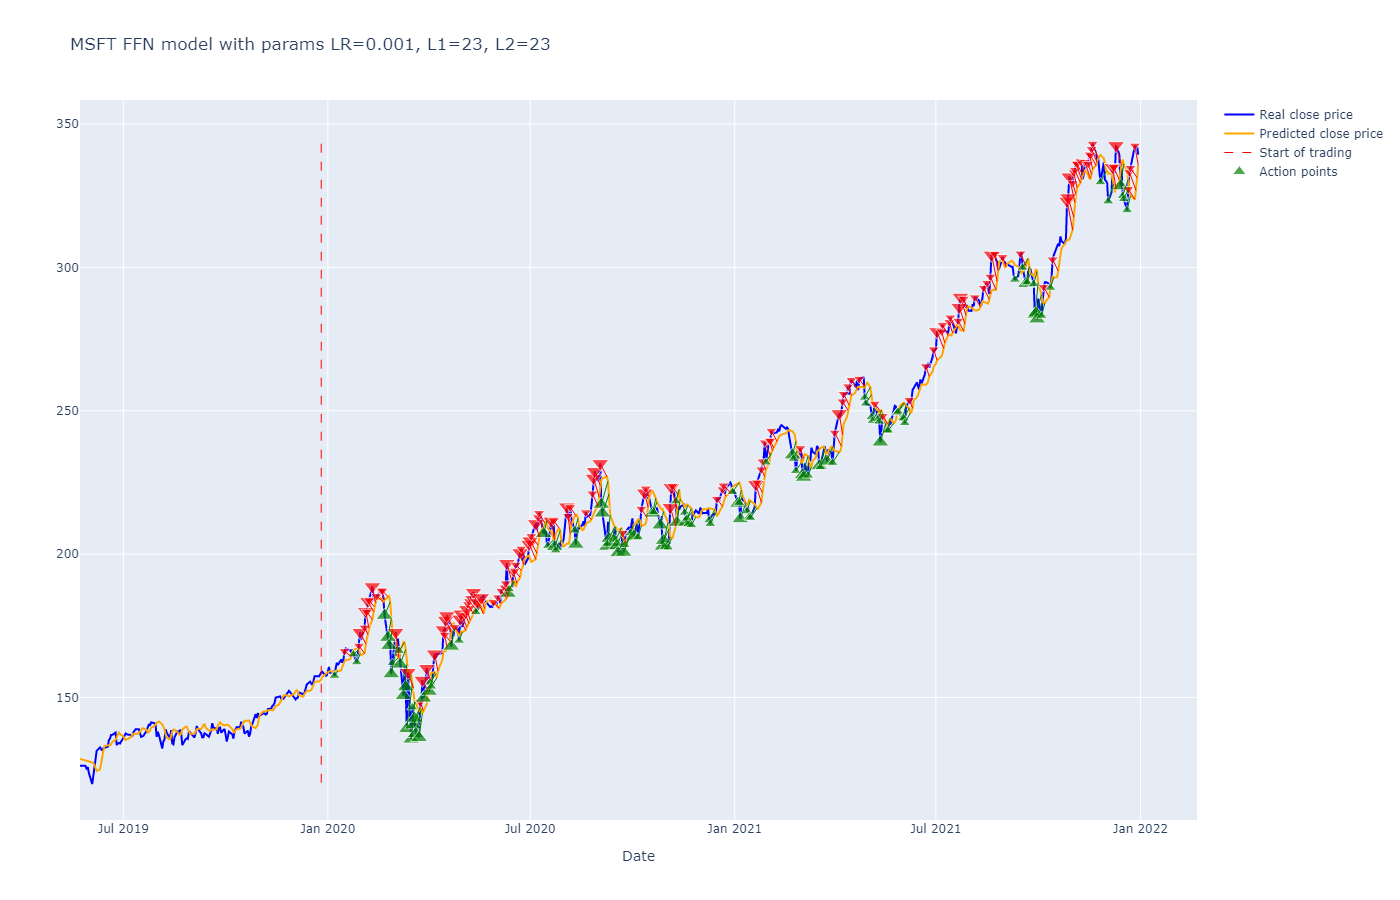 MSFT FFN model with params LR=0.001, L1=23, L2=23
350
300
250
200
150
Jul 2019
Jan 2020
Jul 2020
Jan 2021
Jul 2021
Jan 2022
Date
Real close price
Predicted close price
Start of trading
Action points